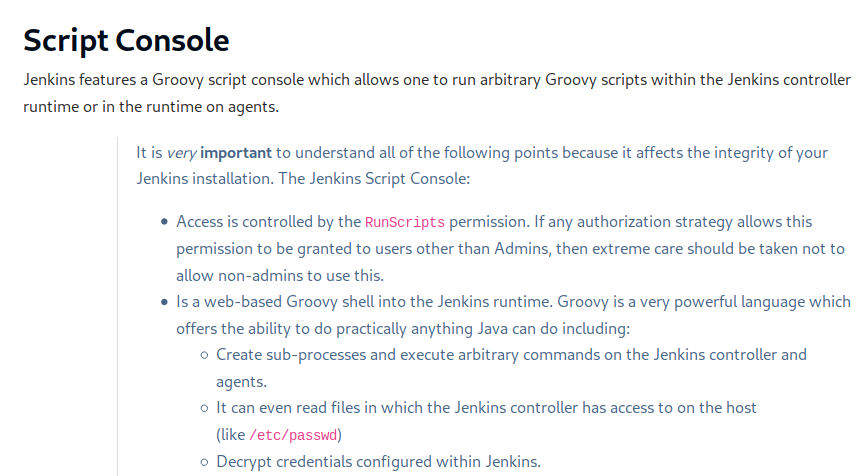 Script Console
Jenkins features a Groovy script console which allows one to run arbitrary Groovy scripts within the Jenkins controller
runtime or in the runtime on agents.
It is very important to understand all of the following points because it affects the integrity of your
Jenkins installation. The Jenkins Script Console:
• Access is controlled by the RunScripts permission. If any authorization strategy allows this
permission to be granted to users other than Admins, then extreme care should be taken not to
allow non-admins to use this.
• Is a web-based Groovy shell into the Jenkins runtime. Groovy is a very powerful language which
offers the ability to do practically anything Java can do including:
◦ Create sub-processes and execute arbitrary commands on the Jenkins controller and
agents.
◦ It can even read files in which the Jenkins controller has access to on the host
(like /etc/passwd)
◦ Decrypt credentials configured within Jenkins.